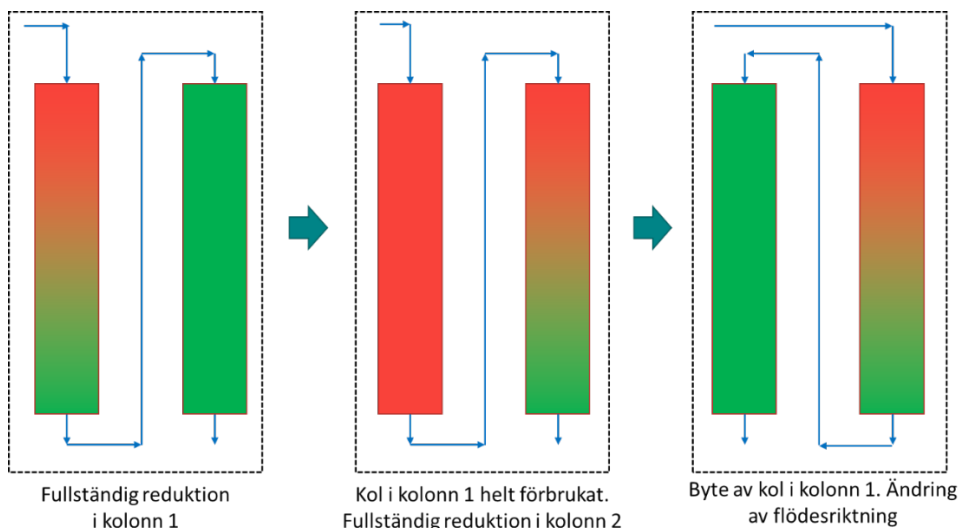 Fullständig reduktion
i kolonn 1
Kol i kolonn 1 helt förbrukat.
Fullständig reduktion i kolonn 2
Byte av kol i kolonn 1. Ändring
av flödesriktning